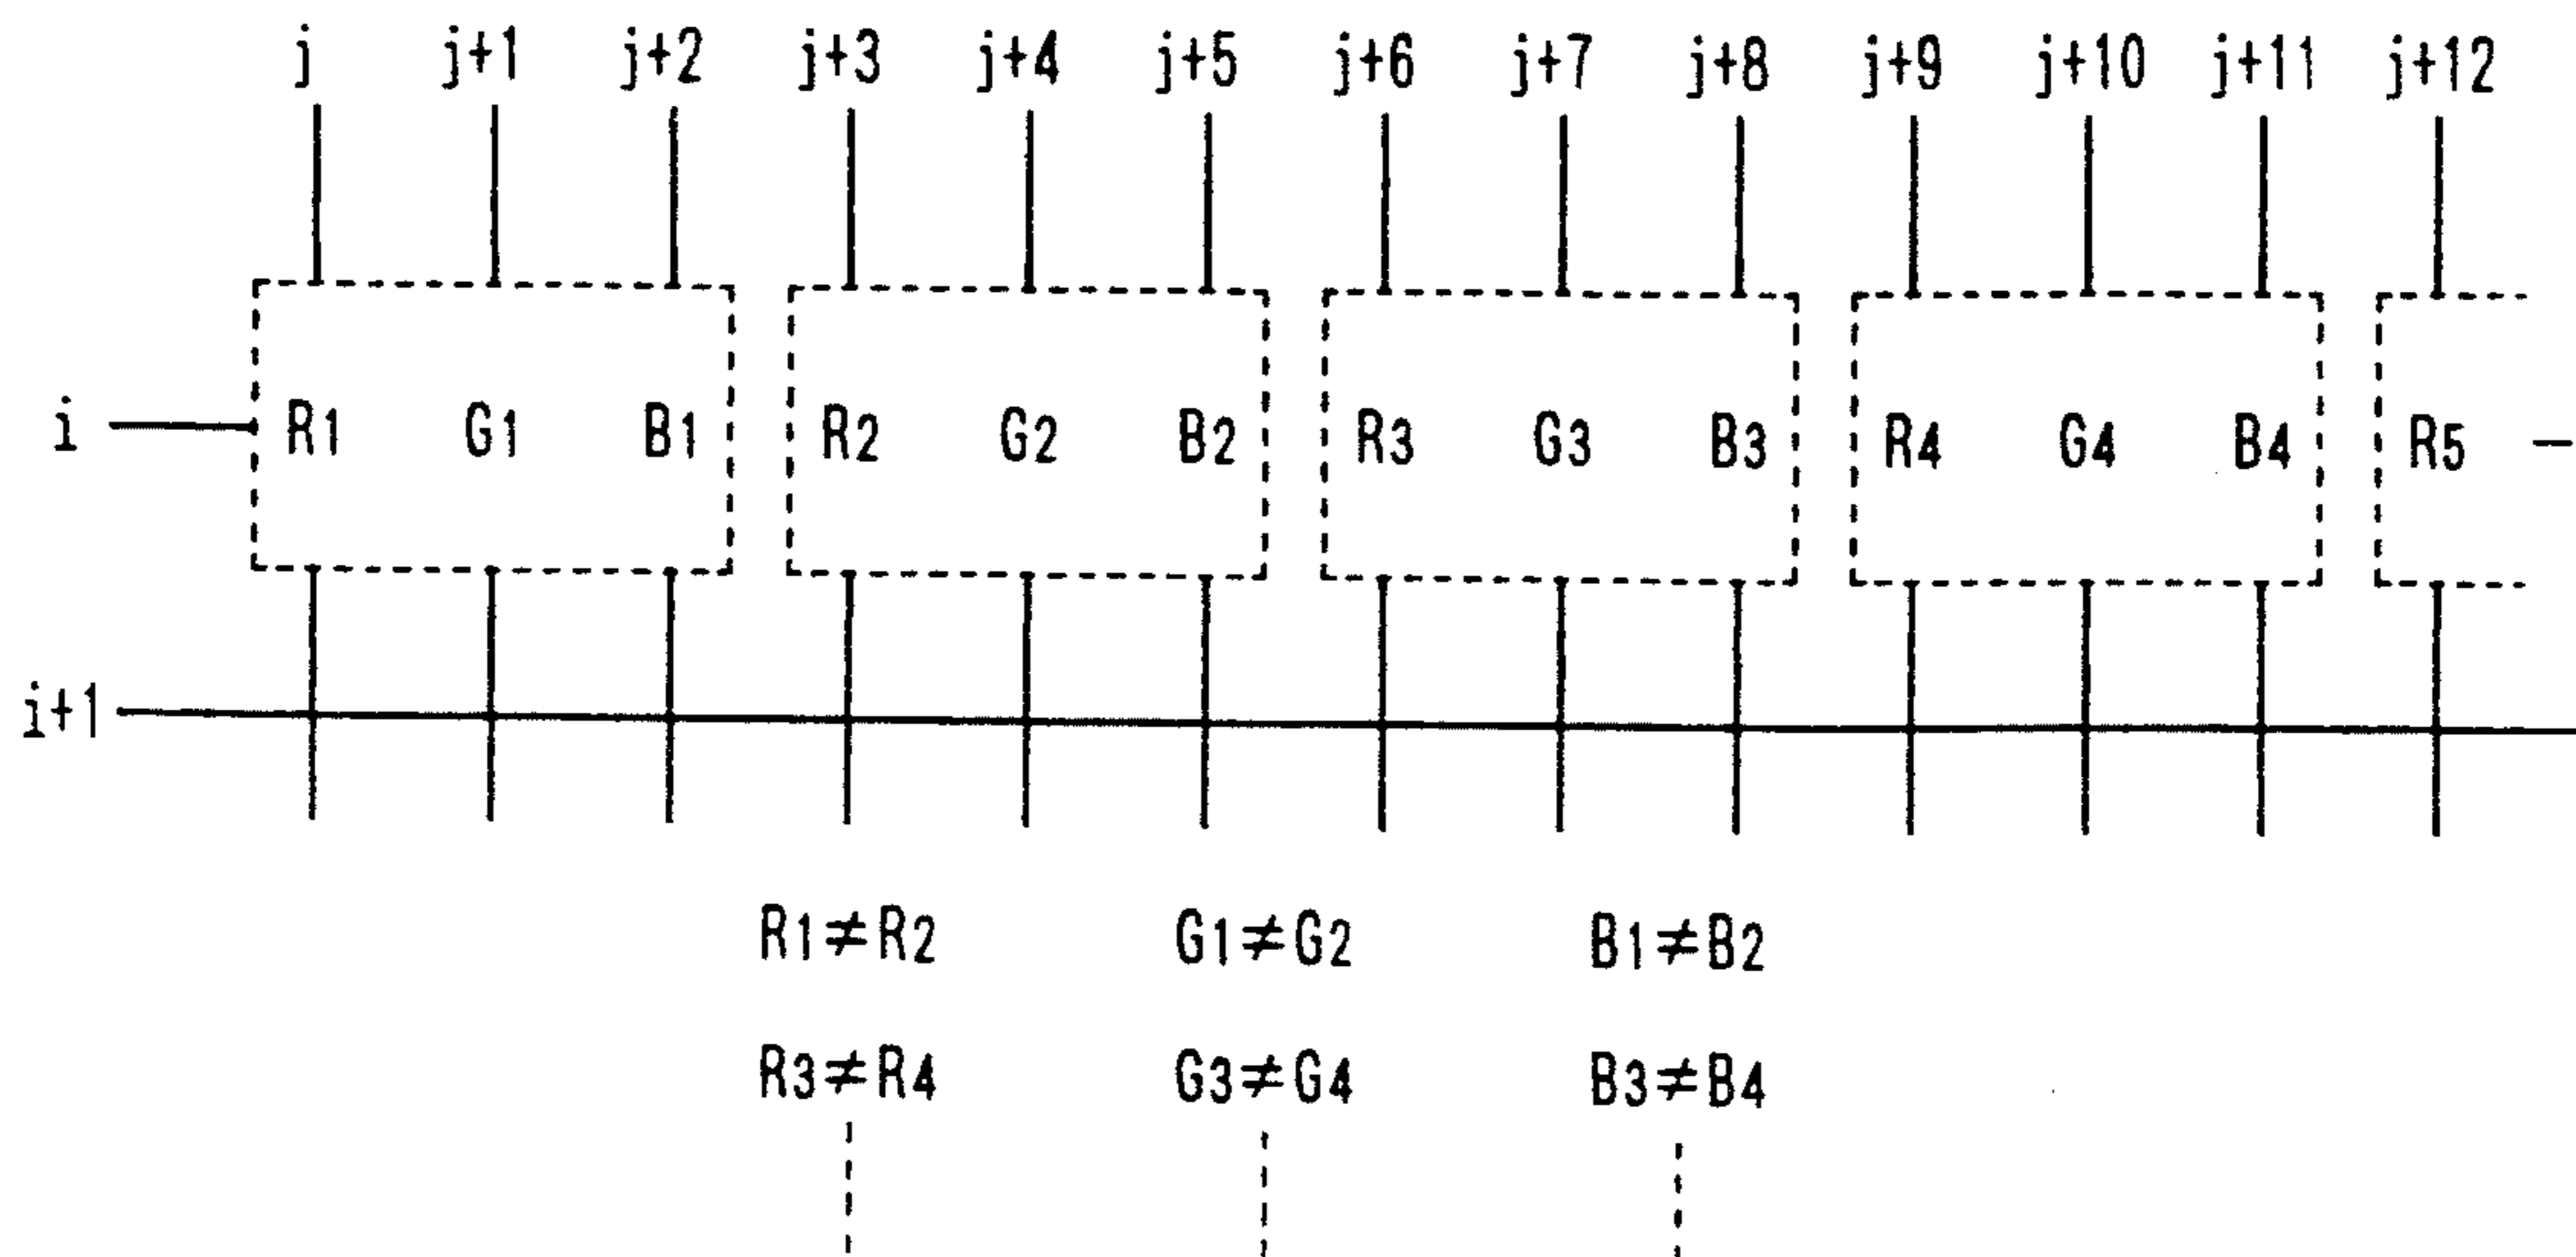 j j+1 j+2 j+3 j+4 j+5 j+6 j+7 j+8 j+9 j+10 j+11 j+12
i R1 G1 B1 R2 G2 B2 R3 G3 B3 R4 G4 B4 R5
i+1
R1≠R2 G1≠G2 B1≠B2
R3≠R4 G3≠G4 B3≠B4